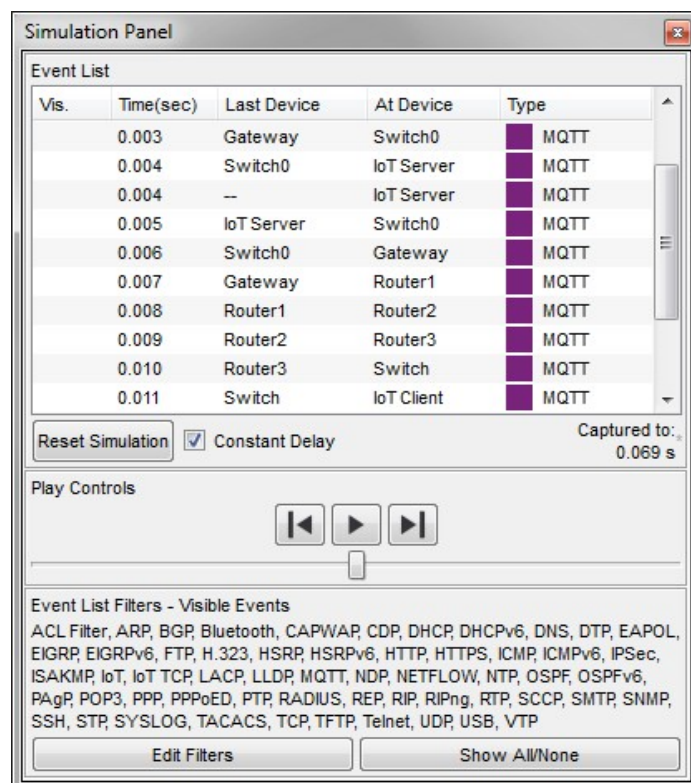 Simulation Panel
Event List
Vis. Time(sec) Last Device At Device Type
0.003 Gateway Switch0 MQTT
0.004 Switch0 IoT Server MQTT
0.004 -- IoT Server MQTT
0.005 IoT Server Switch0 MQTT
0.006 Switch0 Gateway MQTT
0.007 Gateway Router1 MQTT
0.008 Router1 Router2 MQTT
0.009 Router2 Router3 MQTT
0.010 Router3 Switch MQTT
0.011 Switch IoT Client MQTT
Reset Simulation Constant Delay Captured to:*
0.069 s
Play Controls
Event List Filters - Visible Events
ACL Filter, ARP, BGP, Bluetooth, CAPWAP, CDP, DHCP, DHCPv6, DNS, DTP, EAPOL,
EIGRP, EIGRPv6, FTP, H.323, HSRP, HSRPv6, HTTP, HTTPS, ICMP, ICMPv6, IPSec,
ISAKMP, IoT, IoT TCP, LACP, LLDP, MQTT, NDP, NETFLOW, NTP, OSPF, OSPFv6,
PAgP, POP3, PPP, PPPoED, PTP, RADIUS, REP, RIP, RIPng, RTP, SCCP, SMTP, SNMP,
SSH, STP, SYSLOG, TACACS, TCP, TFTP, Telnet, UDP, USB, VTP
Edit Filters Show All/None